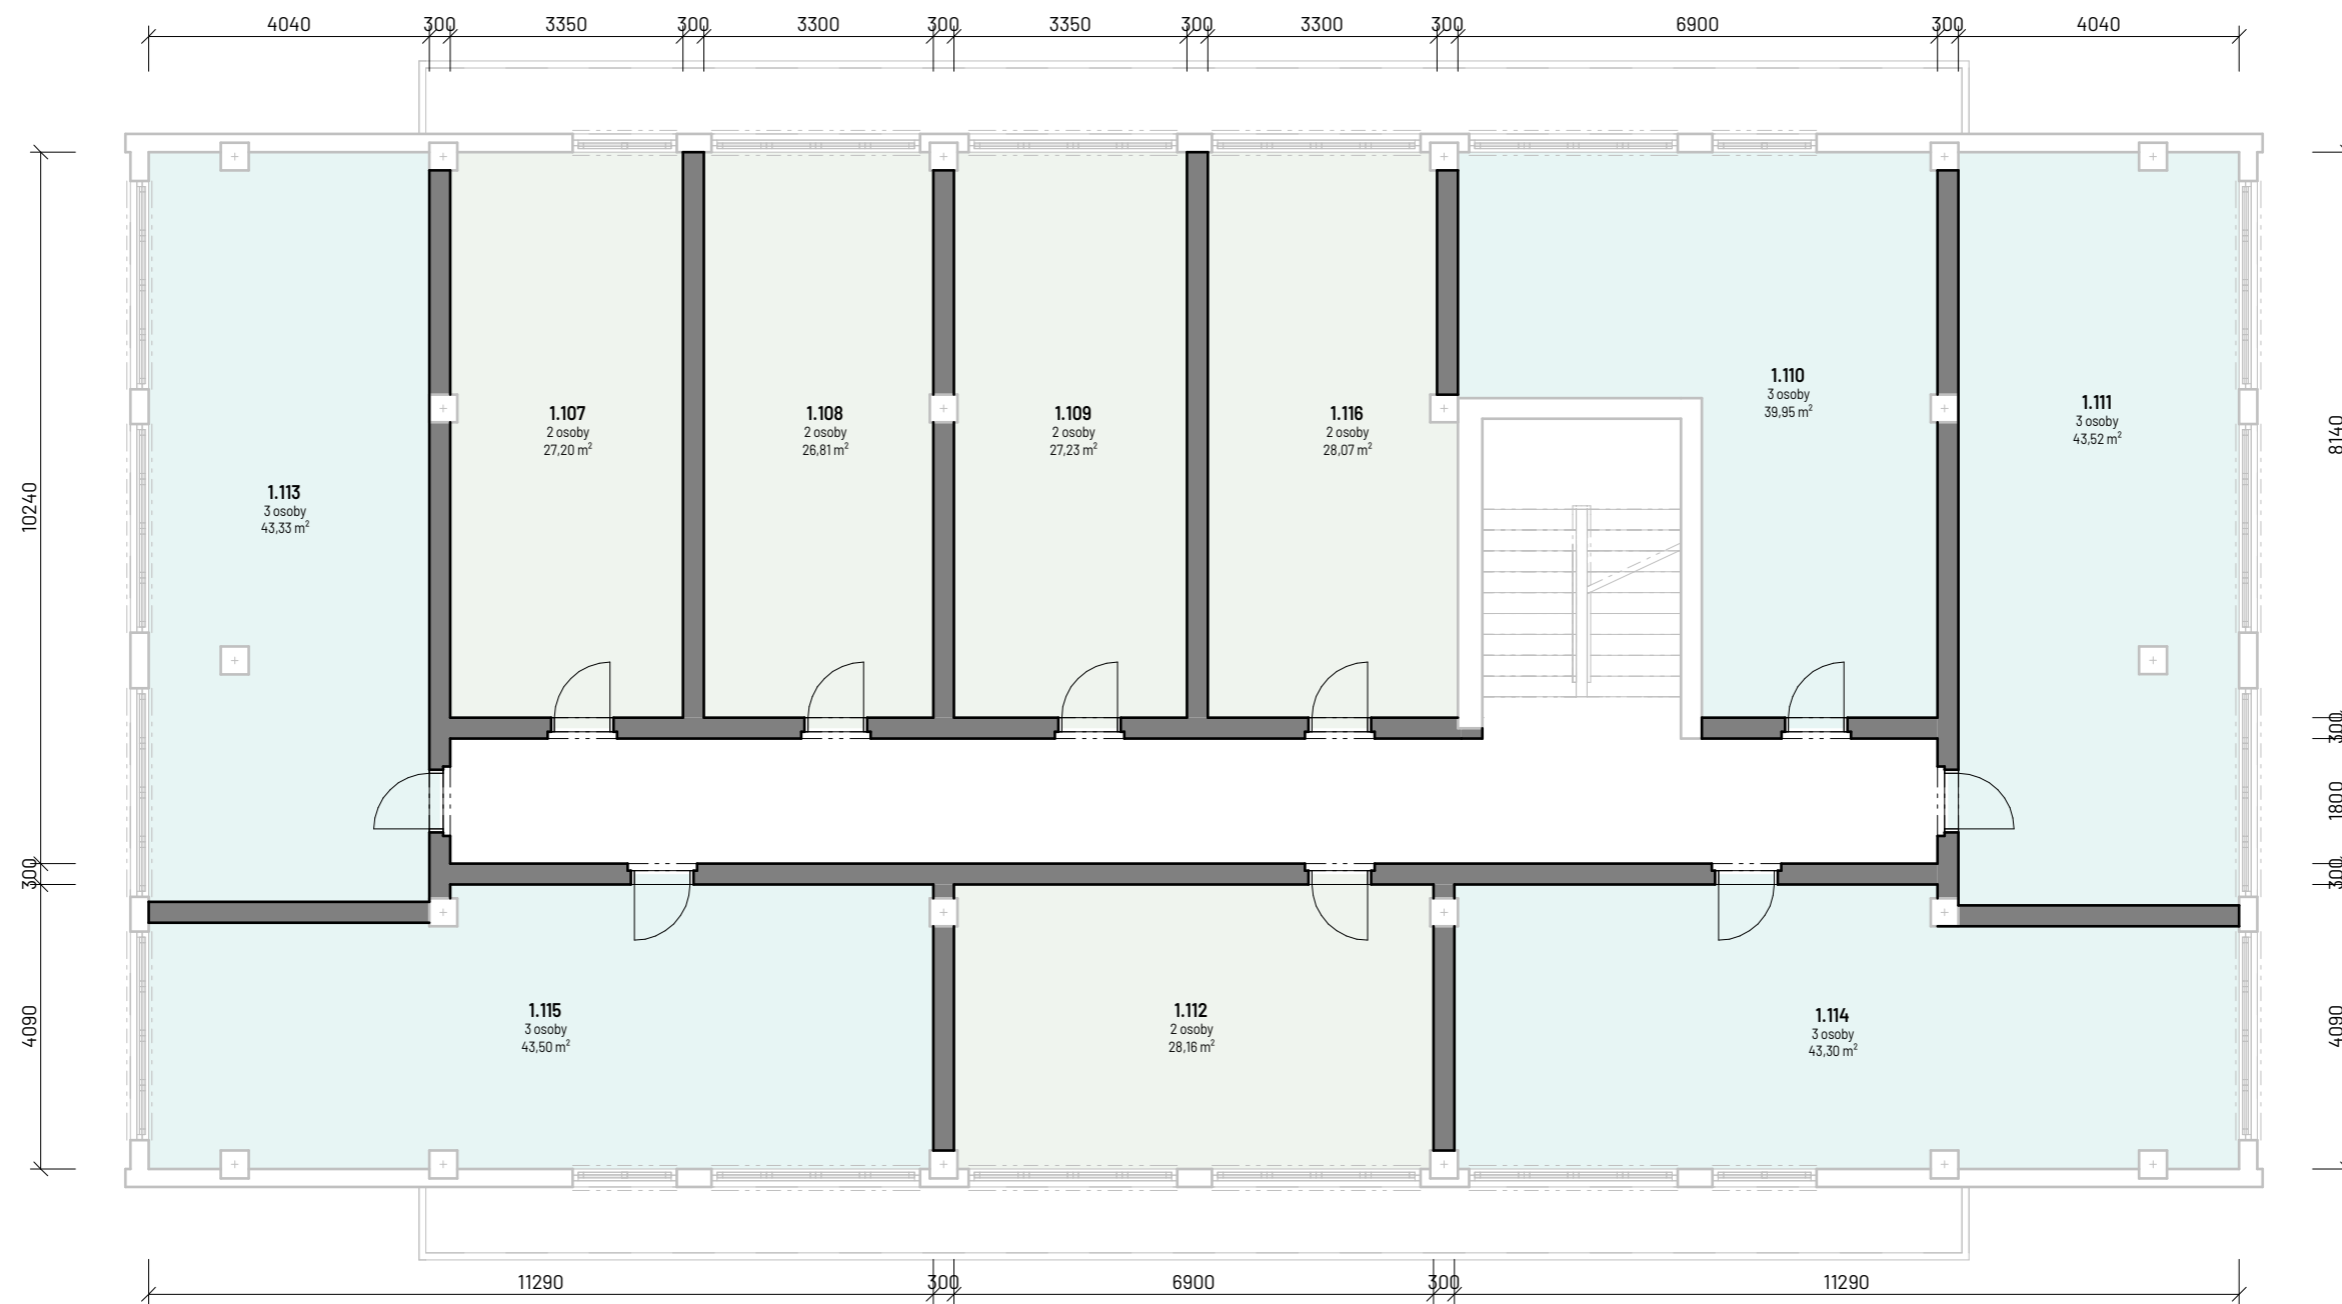 4040 300 3350 300 3300 300 3350 300 3300 300 6900 300 4040
10240
300
4090
8140
300
1800
300
4090
1.113
3 osoby
43,33 m²
1.107
2 osoby
27,20 m²
1.108
2 osoby
26,81 m²
1.109
2 osoby
27,23 m²
1.116
2 osoby
28,07 m²
1.110
3 osoby
39,95 m²
1.111
3 osoby
43,52 m²
1.115
3 osoby
43,50 m²
1.112
2 osoby
28,16 m²
1.114
3 osoby
43,30 m²
11290 300 6900 300 11290